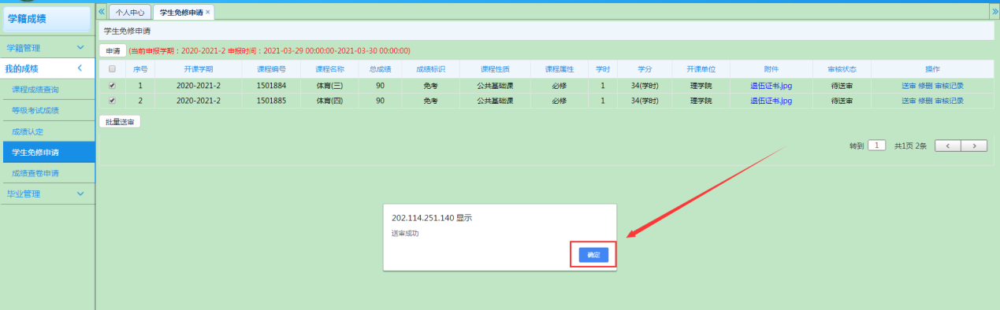 学籍成绩
学籍管理
我的成绩
课程成绩查询
等级考试成绩
成绩认定
学生免修申请
成绩查卷申请
毕业管理
个人中心 学生免修申请 ×
学生免修申请
申请 (当前申报学期：2020-2021-2 申报时间：2021-03-29 00:00:00-2021-03-30 00:00:00)
序号 开课学期 课程编号 课程名称 总成绩 成绩标识 课程性质 课程属性 学时 学分 开课单位 附件 审核状态 操作
1 2020-2021-2 1501884 体育(三) 90 免考 公共基础课 必修 1 34(学时) 理学院 退伍证书.jpg 待送审 送审 修删 审核记录
2 2020-2021-2 1501885 体育(四) 90 免考 公共基础课 必修 1 34(学时) 理学院 退伍证书.jpg 待送审 送审 修删 审核记录
批量送审
转到 1 共1页 2条
202.114.251.140 显示
送审成功
确定